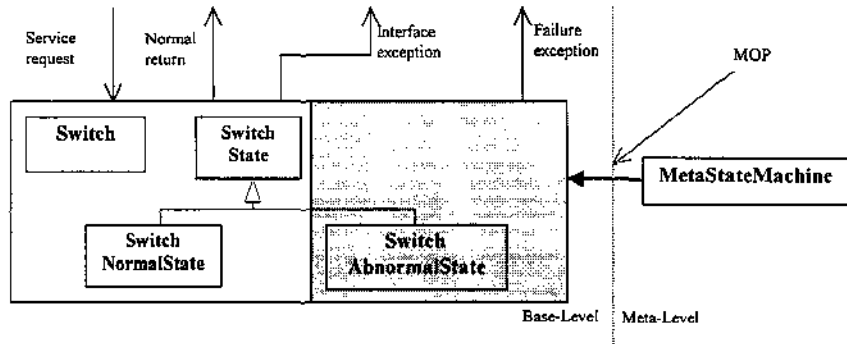 Service
request
Normal
return
Interface
exception
Failure
exception
MOP
Switch
Switch
State
MetaStateMachine
Switch
NormalState
Switch
AbnormalState
Base-Level
Meta-Level